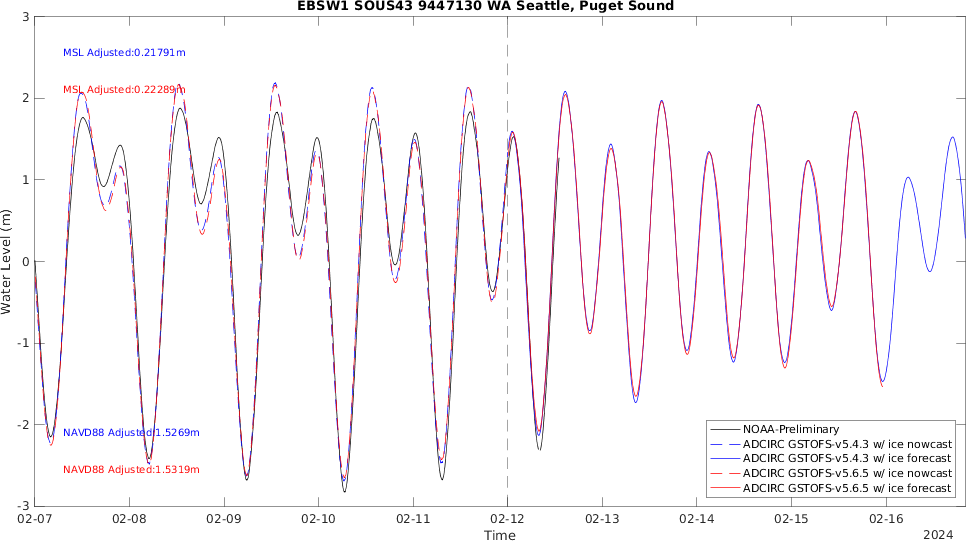 EBSW1 SOUS43 9447130 WA Seattle, Puget Sound
3
2
1
0
-1
-2
-3
Water Level (m)
MSL Adjusted:0.21791m
MSL Adjusted:0.22289m
NAVD88 Adjusted:1.5269m
NAVD88 Adjusted:1.5319m
NOAA-Preliminary
ADCIRC GSTOFS-v5.4.3 w/ ice nowcast
ADCIRC GSTOFS-v5.4.3 w/ ice forecast
ADCIRC GSTOFS-v5.6.5 w/ ice nowcast
ADCIRC GSTOFS-v5.6.5 w/ ice forecast
02-07 02-08 02-09 02-10 02-11 02-12 02-13 02-14 02-15 02-16
Time
2024